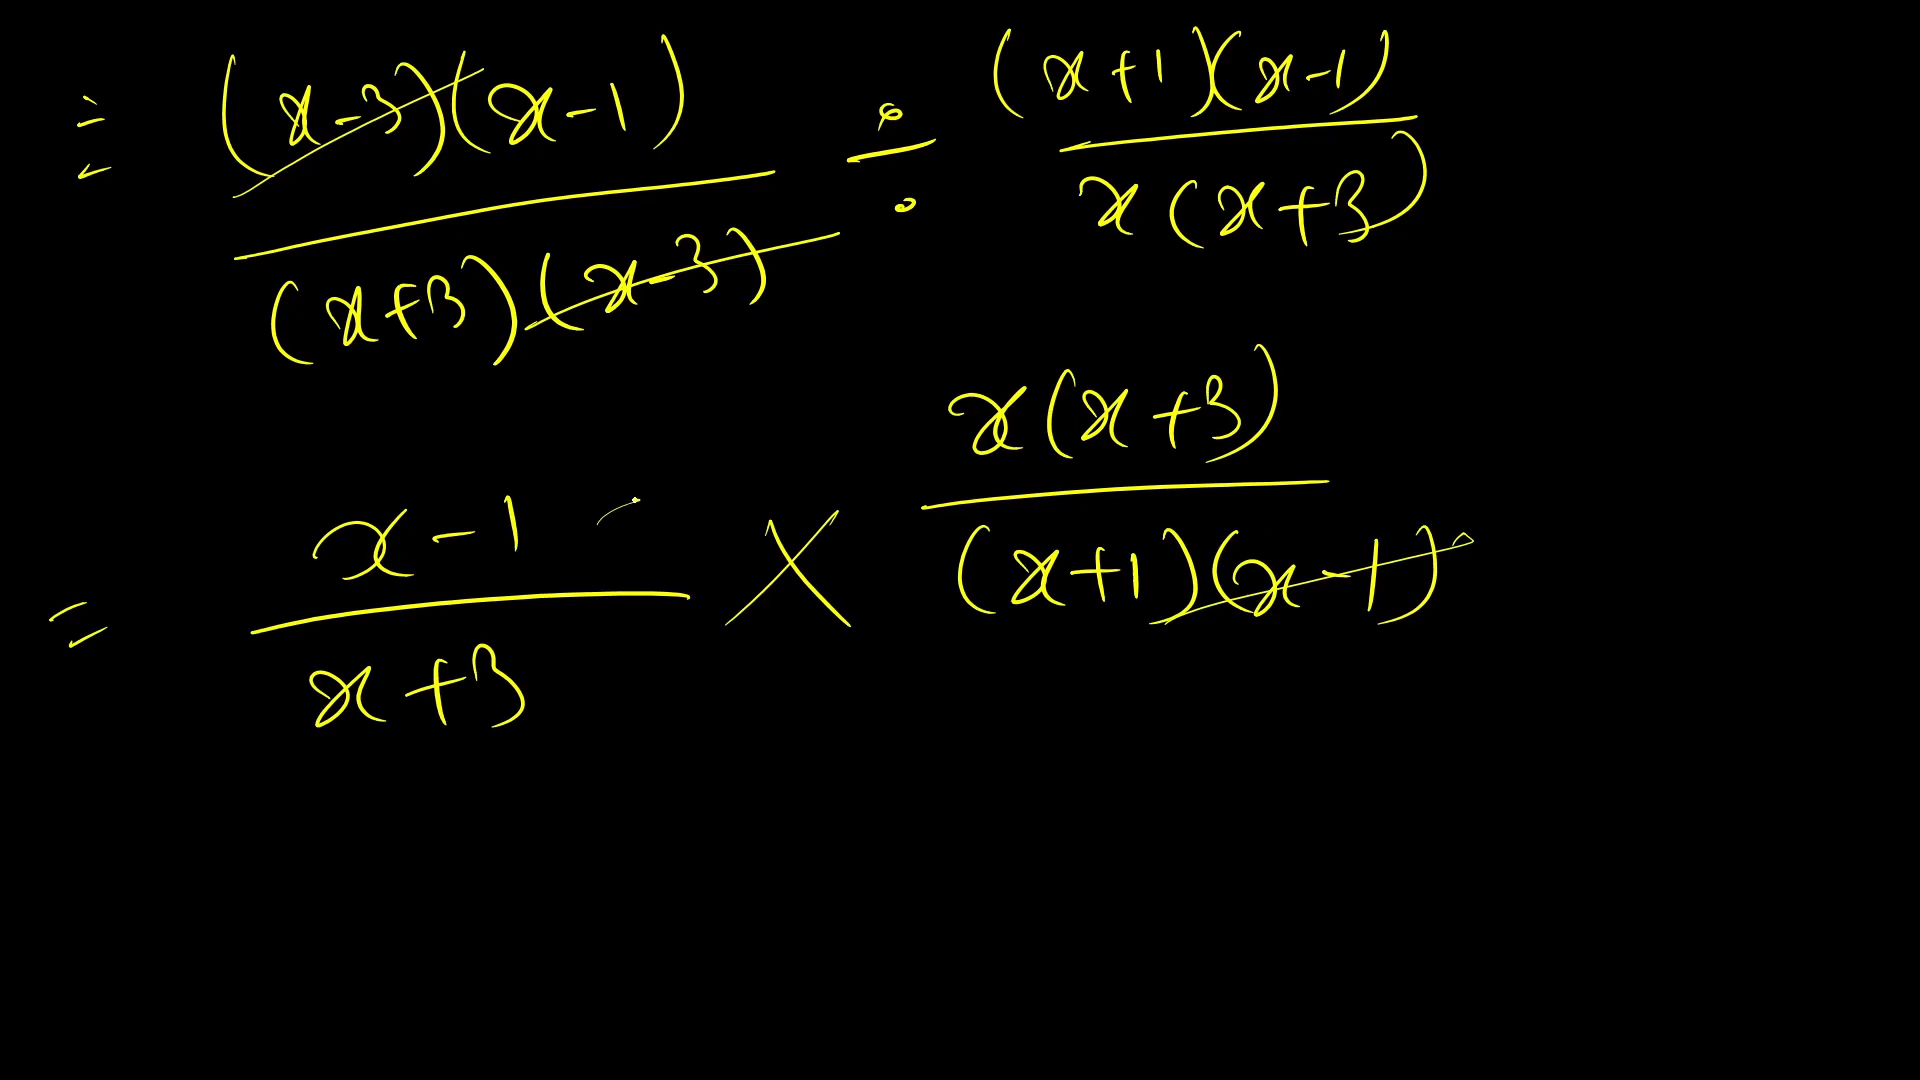 = (x-3)(x-1) / (x+3)(x-3) ÷ (x+1)(x-1) / x(x+3)
= x-1 / x+3 × x(x+3) / (x+1)(x-1)